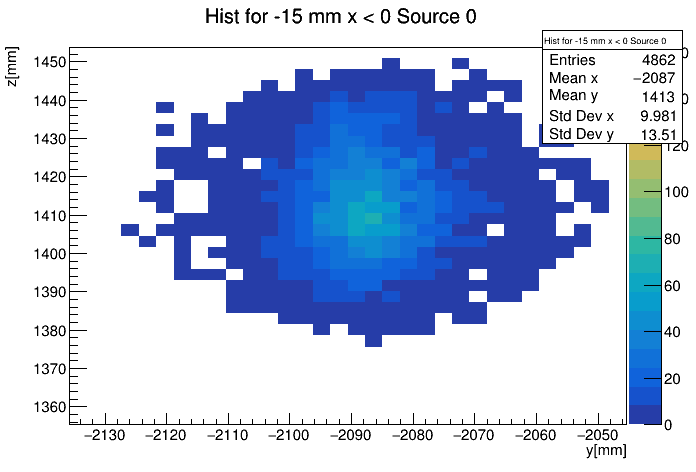 Hist for -15 mm x < 0 Source 0
z[mm]
Hist for -15 mm x < 0 Source 0
Entries 4862
Mean x −2087
Mean y 1413
Std Dev x 9.981
Std Dev y 13.51
1450
1440
1430
1420
1410
1400
1390
1380
1370
1360
120
100
80
60
40
20
0
−2130 −2120 −2110 −2100 −2090 −2080 −2070 −2060 −2050
y[mm]